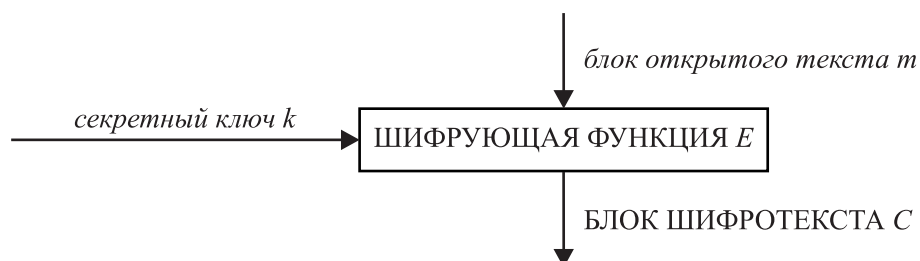 блок открытого текста m
секретный ключ k
ШИФРУЮЩАЯ ФУНКЦИЯ E
БЛОК ШИФРОТЕКСТА C